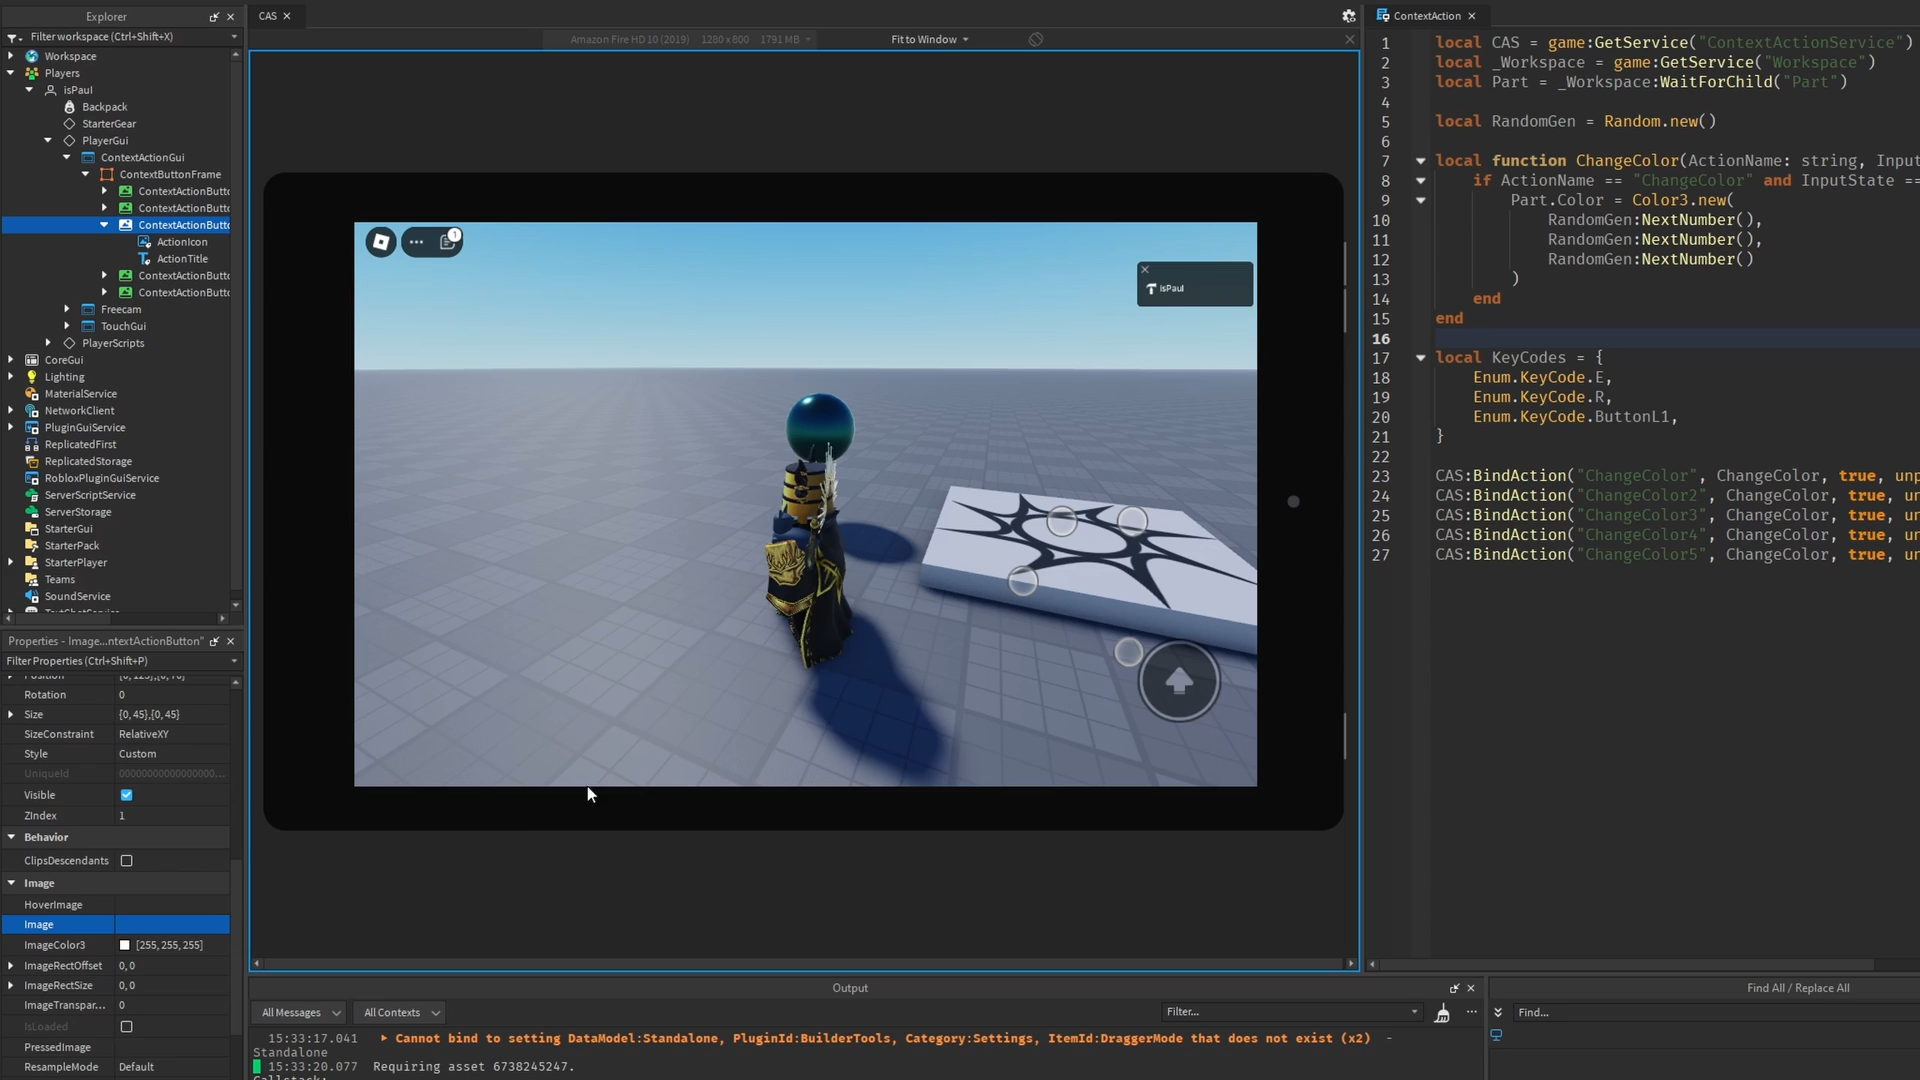 Explorer
Filter workspace (Ctrl+Shift+X)
Workspace
Players
isPaul
Backpack
StarterGear
PlayerGui
ContextActionGui
ContextButtonFrame
ContextActionButto
ContextActionButto
ContextActionButto
ActionIcon
ActionTitle
ContextActionButto
ContextActionButto
Freecam
TouchGui
PlayerScripts
CoreGui
Lighting
MaterialService
NetworkClient
PluginGuiService
ReplicatedFirst
ReplicatedStorage
RobloxPluginGuiService
ServerScriptService
ServerStorage
StarterGui
StarterPack
StarterPlayer
Teams
SoundService
Properties - Image...ntextActionButton"
Filter Properties (Ctrl+Shift+P)
Rotation 0
Size {0, 45},{0, 45}
SizeConstraint RelativeXY
Style Custom
UniqueId 00000000000000000...
Visible
ZIndex 1
Behavior
ClipsDescendants
Image
HoverImage
Image
ImageColor3 [255, 255, 255]
ImageRectOffset 0, 0
ImageRectSize 0, 0
ImageTranspar... 0
IsLoaded
PressedImage
ResampleMode Default
CAS
Amazon Fire HD 10 (2019) 1280 x 800 1791 MB
Fit to Window
1
isPaul
Output
All Messages
All Contexts
Filter...
15:33:17.041 Cannot bind to setting DataModel:Standalone, PluginId:BuilderTools, Category:Settings, ItemId:DraggerMode that does not exist (x2) -
Standalone
15:33:20.077 Requiring asset 6738245247.
ContextAction
1 local CAS = game:GetService("ContextActionService")
2 local _Workspace = game:GetService("Workspace")
3 local Part = _Workspace:WaitForChild("Part")
4
5 local RandomGen = Random.new()
6
7 local function ChangeColor(ActionName: string, Input
8 if ActionName == "ChangeColor" and InputState ==
9 Part.Color = Color3.new(
10 RandomGen:NextNumber(),
11 RandomGen:NextNumber(),
12 RandomGen:NextNumber()
13 )
14 end
15 end
16
17 local KeyCodes = {
18 Enum.KeyCode.E,
19 Enum.KeyCode.R,
20 Enum.KeyCode.ButtonL1,
21 }
22
23 CAS:BindAction("ChangeColor", ChangeColor, true, unp
24 CAS:BindAction("ChangeColor2", ChangeColor, true, un
25 CAS:BindAction("ChangeColor3", ChangeColor, true, un
26 CAS:BindAction("ChangeColor4", ChangeColor, true, un
27 CAS:BindAction("ChangeColor5", ChangeColor, true, un
Find All / Replace All
Find...